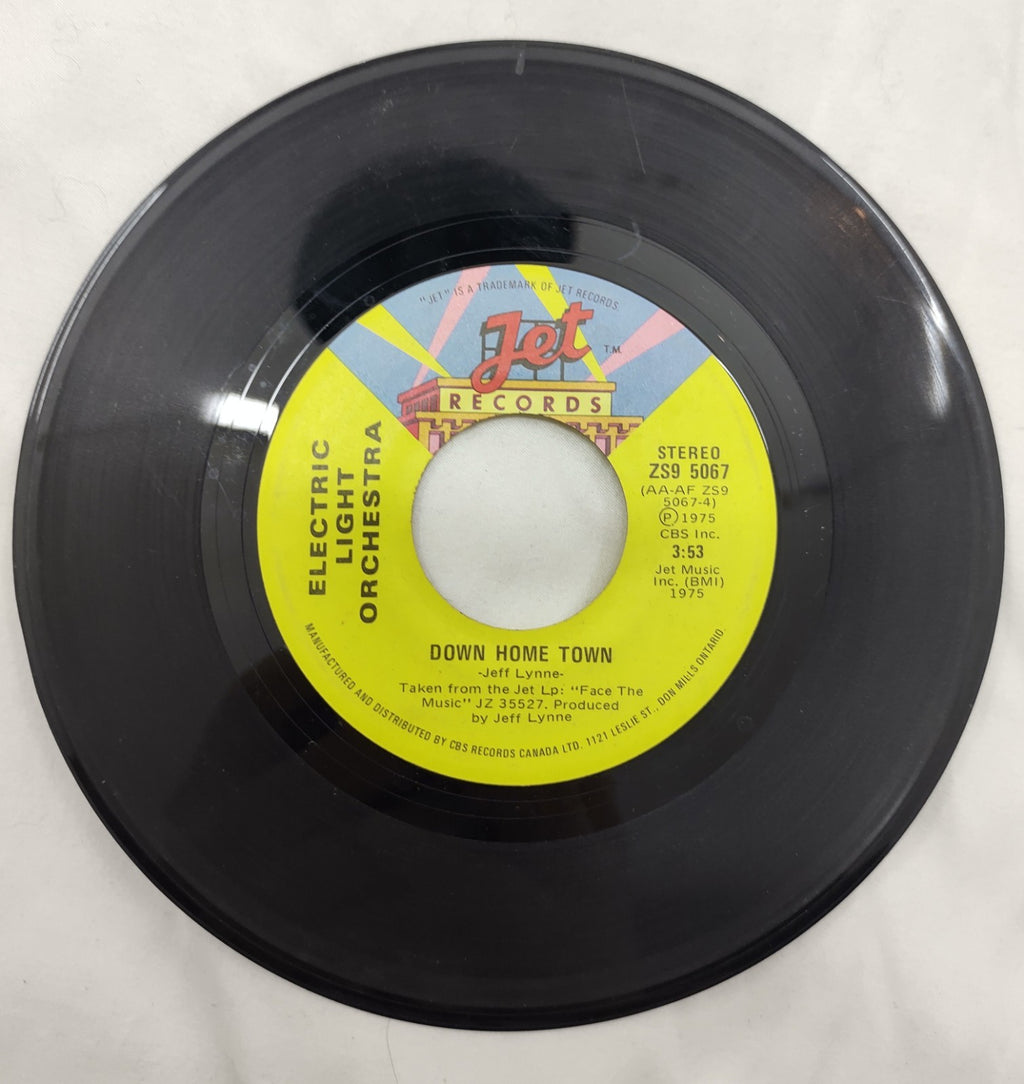 "JET" IS A TRADEMARK OF JET RECORDS.
Jet
T.M.
RECORDS
ELECTRIC
LIGHT
ORCHESTRA
STEREO
ZS9 5067
(AA-AF ZS9
5067-4)
Ⓟ 1975
CBS Inc.
3:53
Jet Music
Inc. (BMI)
1975
DOWN HOME TOWN
-Jeff Lynne-
Taken from the Jet Lp: "Face The
Music" JZ 35527. Produced
by Jeff Lynne
MANUFACTURED AND DISTRIBUTED BY CBS RECORDS CANADA LTD. 1121 LESLIE ST., DON MILLS ONTARIO